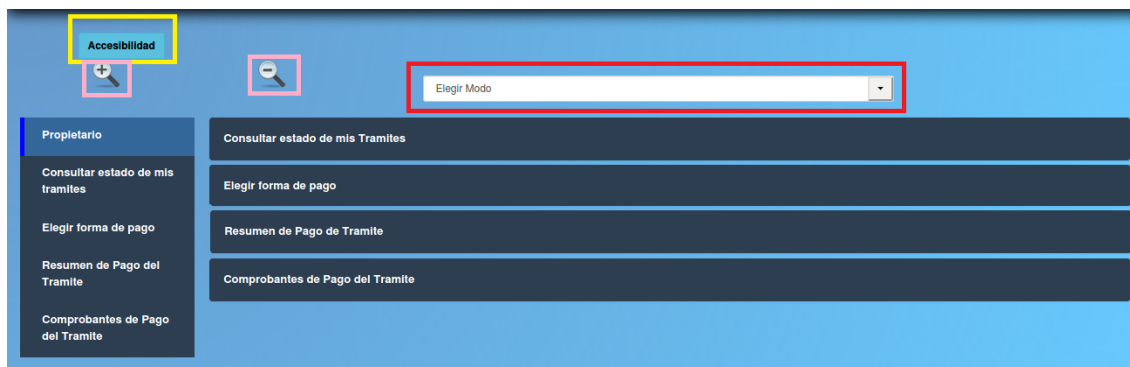 Accesibilidad
Elegir Modo
Propietario
Consultar estado de mis
tramites
Elegir forma de pago
Resumen de Pago del
Tramite
Comprobantes de Pago
del Tramite
Consultar estado de mis Tramites
Elegir forma de pago
Resumen de Pago de Tramite
Comprobantes de Pago del Tramite